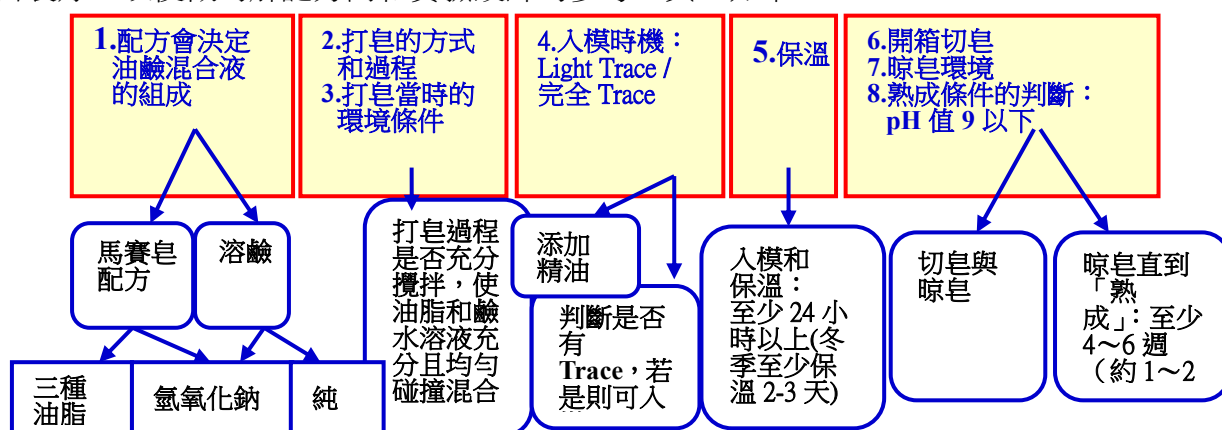 1.配方會決定
油鹼混合液
的組成
2.打皂的方式
和過程
3.打皂當時的
環境條件
4.入模時機：
Light Trace /
完全 Trace
5.保溫
6.開箱切皂
7.晾皂環境
8.熟成條件的判斷：
pH 值 9 以下
馬賽皂
配方
溶鹼
打皂過程
是否充分
攪拌，使
油脂和鹼
水溶液充
分且均勻
碰撞混合
添加
精油
判斷是否
有
Trace，若
是則可入
入模和
保溫：
至少 24 小
時以上(冬
季至少保
溫 2-3 天)
切皂與
晾皂
晾皂直到
「熟
成」：至少
4～6 週
（約 1～2
三種
油脂
氫氧化鈉
純